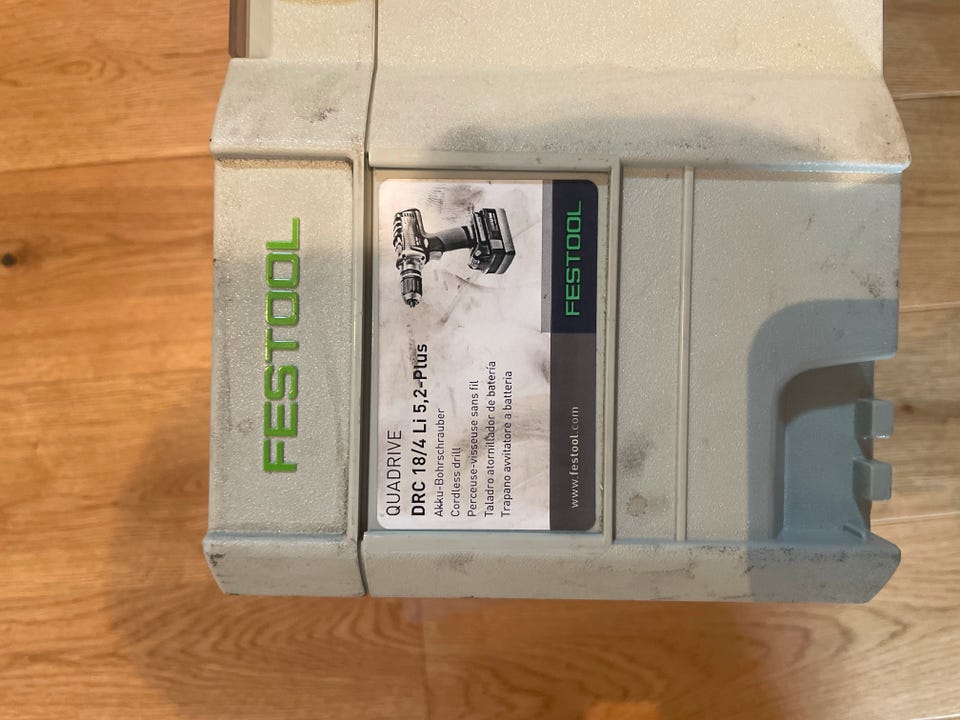 FESTOOL
QUADRIVE
DRC 18/4 Li 5,2-Plus
Akku-Bohrschrauber
Cordless drill
Perceuse-visseuse sans fil
Taladro atornillador de batería
Trapano avvitatore a batteria
www.festool.com
FESTOOL